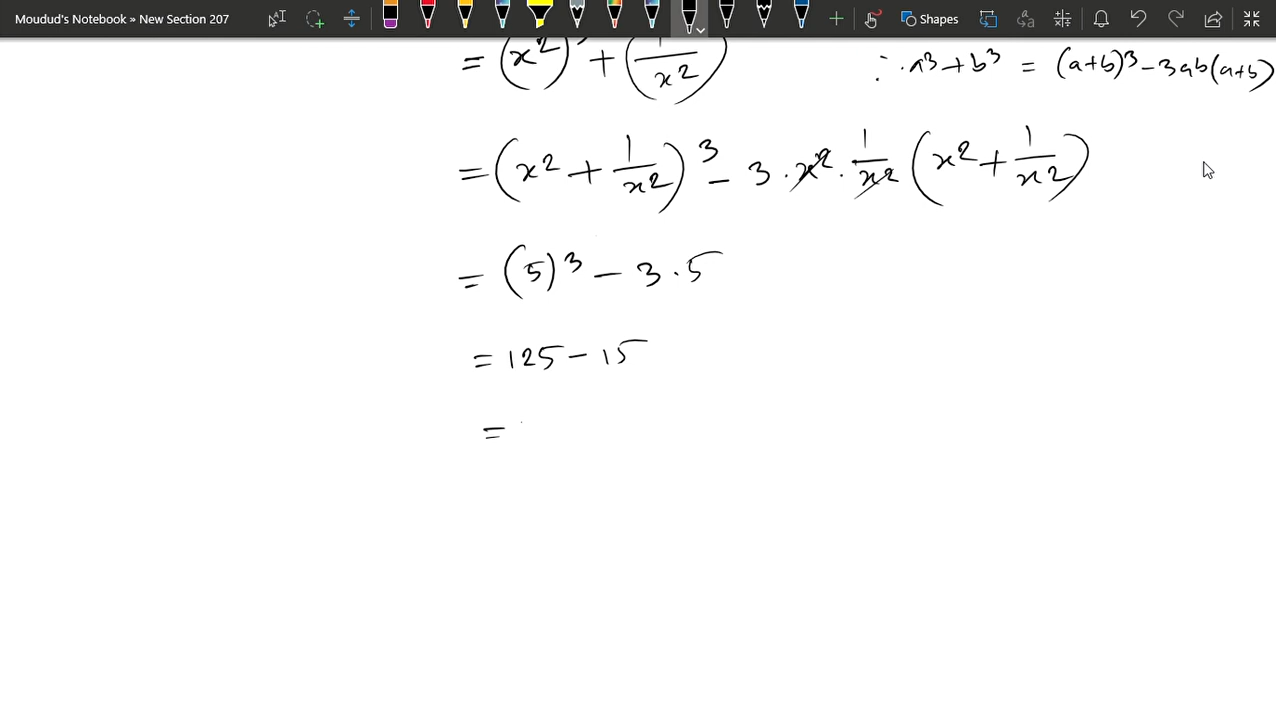 Moudud's Notebook » New Section 207
Shapes
= (x²)³ + (1/x²)
∴ a³ + b³ = (a+b)³ - 3ab(a+b)
= (x² + 1/x²)³ - 3 · x² · 1/x² (x² + 1/x²)
= (5)³ - 3 · 5
= 125 - 15
=